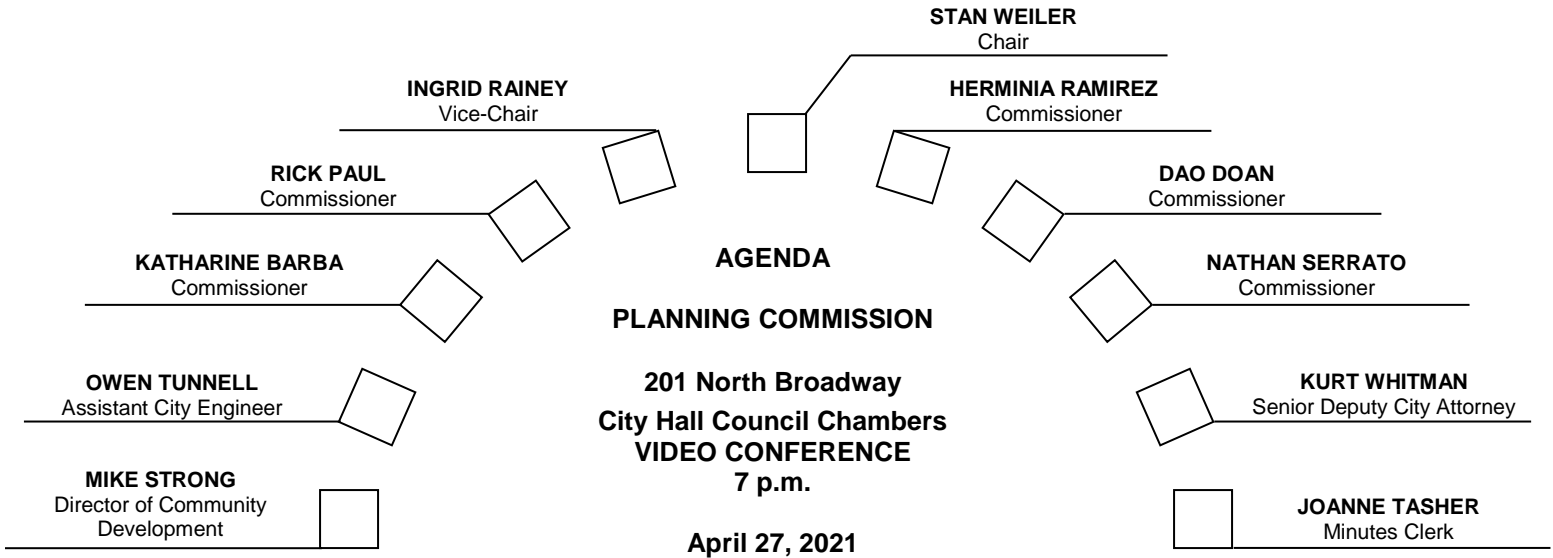 STAN WEILER
Chair
INGRID RAINEY
Vice-Chair
HERMINIA RAMIREZ
Commissioner
RICK PAUL
Commissioner
DAO DOAN
Commissioner
KATHARINE BARBA
Commissioner
NATHAN SERRATO
Commissioner
OWEN TUNNELL
Assistant City Engineer
KURT WHITMAN
Senior Deputy City Attorney
MIKE STRONG
Director of Community
Development
JOANNE TASHER
Minutes Clerk
AGENDA
PLANNING COMMISSION
201 North Broadway
City Hall Council Chambers
VIDEO CONFERENCE
7 p.m.
April 27, 2021